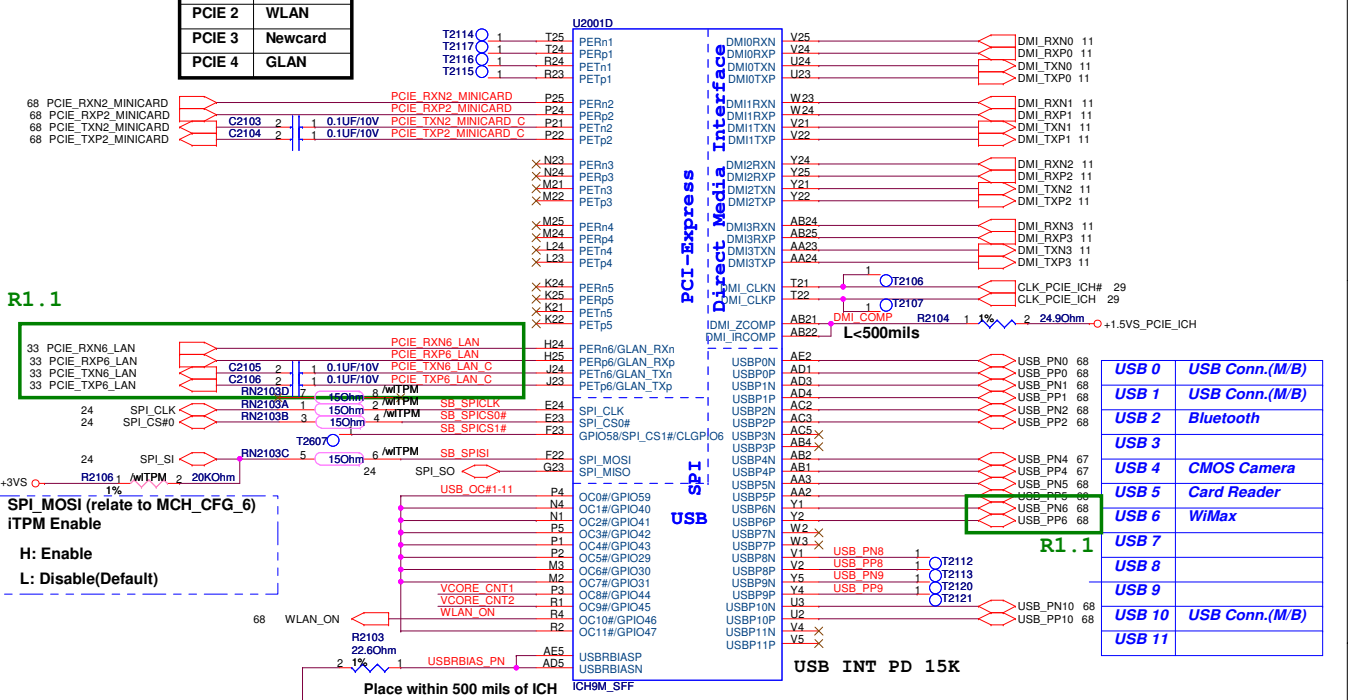 PCIE 2 WLAN
PCIE 3 Newcard
PCIE 4 GLAN
U2001D
T2114 1 T25 PERn1 DMI0RXN V25 DMI_RXN0 11
T2117 1 T24 PERp1 DMI0RXP V24 DMI_RXP0 11
T2116 1 R24 PETn1 DMI0TXN U24 DMI_TXN0 11
T2115 1 R23 PETp1 DMI0TXP U23 DMI_TXP0 11
68 PCIE_RXN2_MINICARD PCIE_RXN2_MINICARD P25 PERn2 DMI1RXN W23 DMI_RXN1 11
68 PCIE_RXP2_MINICARD PCIE_RXP2_MINICARD P24 PERp2 DMI1RXP W24 DMI_RXP1 11
68 PCIE_TXN2_MINICARD C2103 2 1 0.1UF/10V PCIE_TXN2_MINICARD_C P21 PETn2 DMI1TXN V21 DMI_TXN1 11
68 PCIE_TXP2_MINICARD C2104 2 1 0.1UF/10V PCIE_TXP2_MINICARD_C P22 PETp2 DMI1TXP V22 DMI_TXP1 11
N23 PERn3 DMI2RXN Y24 DMI_RXN2 11
N24 PERp3 DMI2RXP Y25 DMI_RXP2 11
M21 PETn3 DMI2TXN Y21 DMI_TXN2 11
M22 PETp3 DMI2TXP Y22 DMI_TXP2 11
M25 PERn4 DMI3RXN AB24 DMI_RXN3 11
M24 PERp4 DMI3RXP AB25 DMI_RXP3 11
L24 PETn4 DMI3TXN AA23 DMI_TXN3 11
L23 PETp4 DMI3TXP AA24 DMI_TXP3 11
PCI-Express
Direct Media Interface
1 T2106
K24 PERn5 DMI_CLKN T21 CLK_PCIE_ICH# 29
K25 PERp5 DMI_CLKP T22 CLK_PCIE_ICH 29
1 T2107
K21 PETn5 DMI_ZCOMP AB21 DMI_COMP R2104 1 1% 2 24.9Ohm +1.5VS_PCIE_ICH
K22 PETp5 DMI_IRCOMP AB22 L<500mils
R1.1
33 PCIE_RXN6_LAN PCIE_RXN6_LAN H24 PERn6/GLAN_RXn USBP0N AE2 USB_PN0 68
33 PCIE_RXP6_LAN PCIE_RXP6_LAN H25 PERp6/GLAN_RXp USBP0P AD1 USB_PP0 68
33 PCIE_TXN6_LAN C2105 2 1 0.1UF/10V PCIE_TXN6_LAN_C J24 PETn6/GLAN_TXn USBP1N AD3 USB_PN1 68
33 PCIE_TXP6_LAN C2106 2 1 0.1UF/10V PCIE_TXP6_LAN_C J23 PETp6/GLAN_TXp USBP1P AD4 USB_PP1 68
RN2103D 7 15Ohm 8 /wITPM
24 SPI_CLK RN2103A 1 15Ohm 2 /wITPM SB_SPICLK E24 SPI_CLK USBP2N AC2 USB_PN2 68
24 SPI_CS#0 RN2103B 3 15Ohm 4 /wITPM SB_SPICS0# E23 SPI_CS0# USBP2P AC3 USB_PP2 68
T2607 1 SB_SPICS1# F23 GPIO58/SPI_CS1#/CLGPIO6 USBP3N AC5
USBP3P AB4
24 SPI_SI RN2103C 5 15Ohm 6 /wITPM SB_SPISI F22 SPI_MOSI USBP4N AB2 USB_PN4 67
24 SPI_SO G23 SPI_MISO USBP4P AB1 USB_PP4 67
+3VS R2106 1 1% /wITPM 2 20KOhm
SPI
USBP5N AA3 USB_PN5 68
USB_OC#1-11 P4 OC0#/GPIO59 USBP5P AA2 USB_PP5 68
N4 OC1#/GPIO40 USBP6N Y1 USB_PN6 68
N1 OC2#/GPIO41 USBP6P Y2 USB_PP6 68
P5 OC3#/GPIO42 USBP7N W2
P1 OC4#/GPIO43 USBP7P W3
USB
R1.1
P2 OC5#/GPIO29 USBP8N V1 USB_PN8 1 T2112
M3 OC6#/GPIO30 USBP8P V2 USB_PP8 1 T2113
M2 OC7#/GPIO31 USBP9N Y5 USB_PN9 1 T2120
VCORE_CNT1 P3 OC8#/GPIO44 USBP9P Y4 USB_PP9 1 T2121
VCORE_CNT2 R1 OC9#/GPIO45 USBP10N U3 USB_PN10 68
68 WLAN_ON WLAN_ON R4 OC10#/GPIO46 USBP10P U2 USB_PP10 68
R2 OC11#/GPIO47 USBP11N V4
USBP11P V5
R2103
22.6Ohm
AE5 USBRBIASP
2 1% 1 USBRBIAS_PN AD5 USBRBIASN
USB INT PD 15K
Place within 500 mils of ICH
ICH9M_SFF
SPI_MOSI (relate to MCH_CFG_6)
iTPM Enable
H: Enable
L: Disable(Default)
USB 0 USB Conn.(M/B)
USB 1 USB Conn.(M/B)
USB 2 Bluetooth
USB 3
USB 4 CMOS Camera
USB 5 Card Reader
USB 6 WiMax
USB 7
USB 8
USB 9
USB 10 USB Conn.(M/B)
USB 11